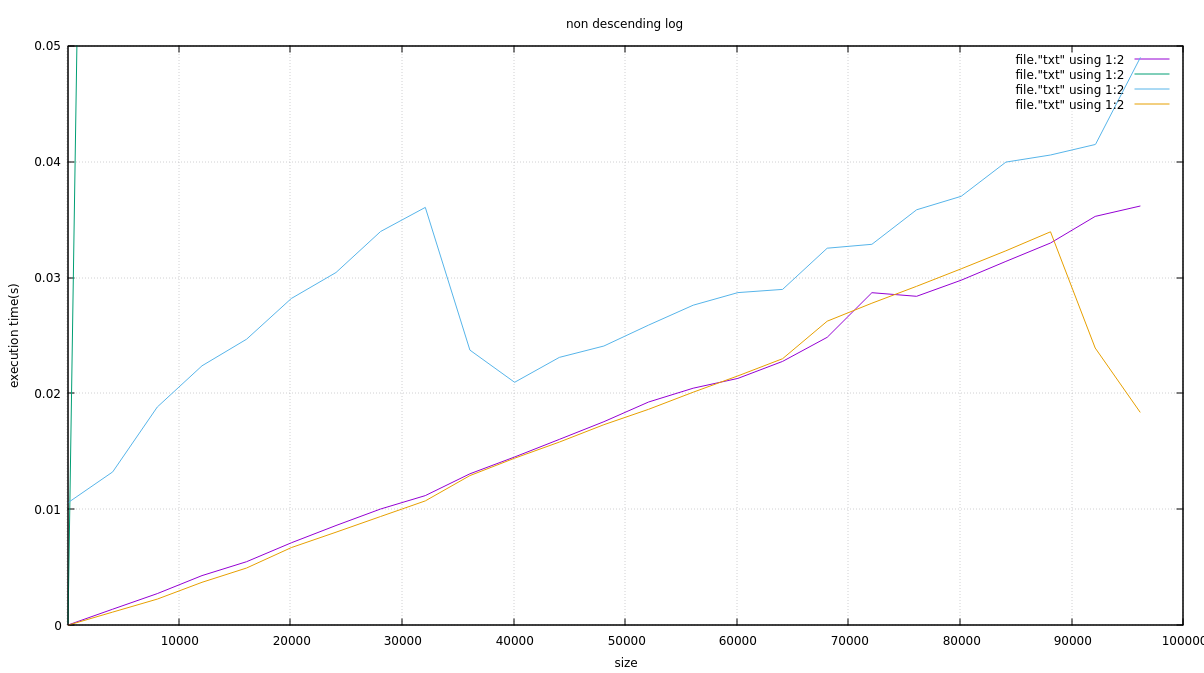 non descending log
file."txt" using 1:2
file."txt" using 1:2
file."txt" using 1:2
file."txt" using 1:2
0.05
0.04
0.03
0.02
0.01
0
execution time(s)
10000 20000 30000 40000 50000 60000 70000 80000 90000 100000
size